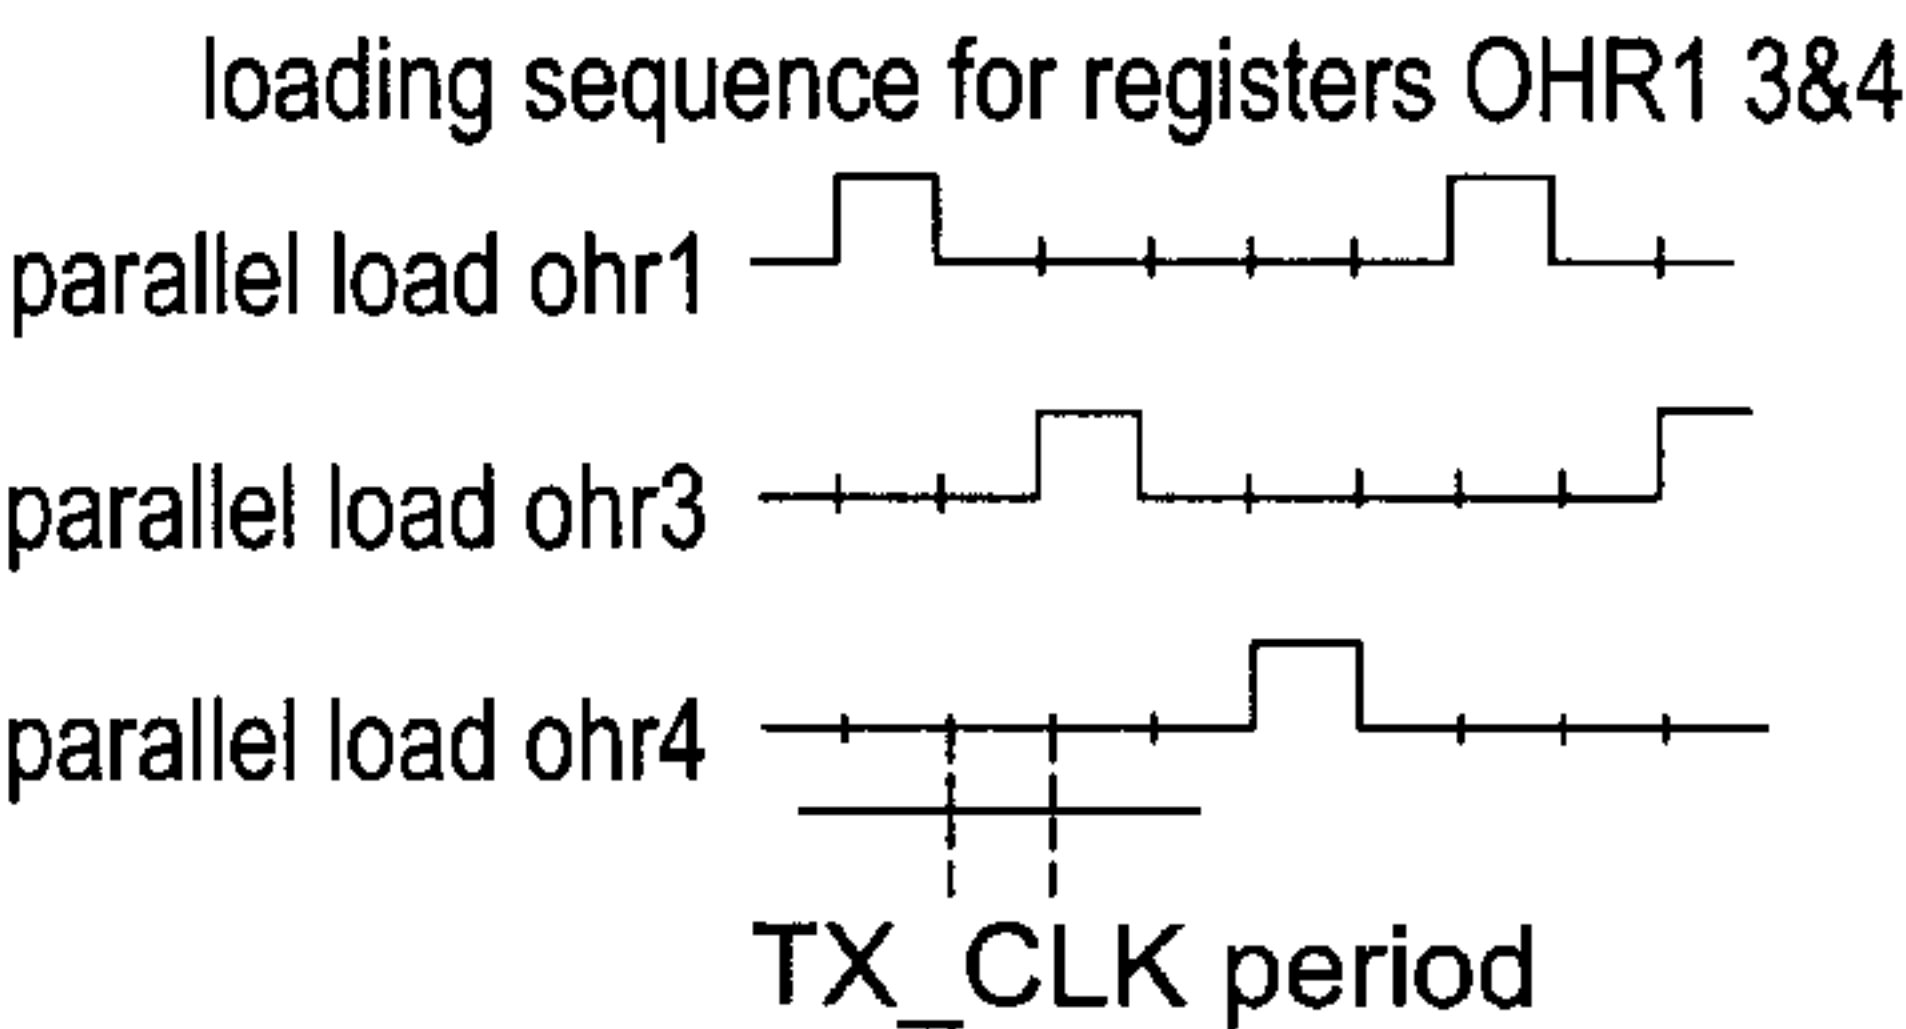 loading sequence for registers OHR1 3&4
parallel load ohr1
parallel load ohr3
parallel load ohr4
TX_CLK period